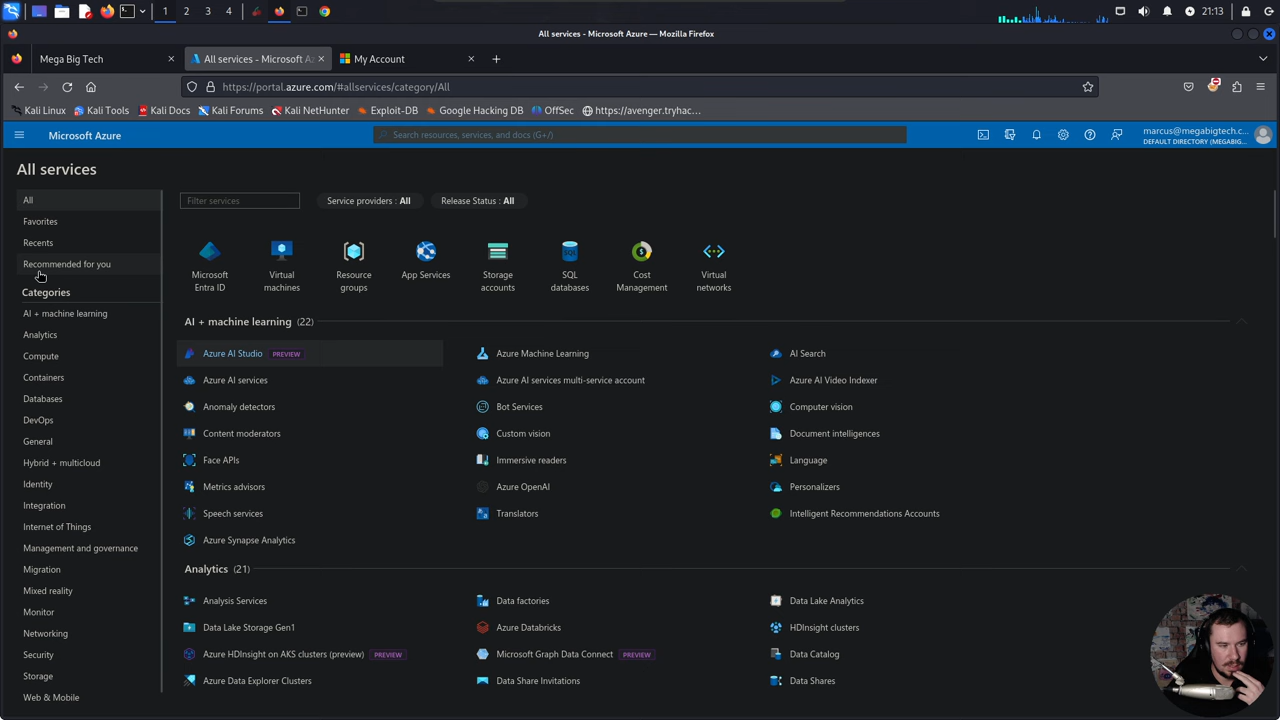 1 2 3 4 21:13
All services - Microsoft Azure — Mozilla Firefox
Mega Big Tech
All services - Microsoft Az
My Account
https://portal.azure.com/#allservices/category/All
Kali Linux Kali Tools Kali Docs Kali Forums Kali NetHunter Exploit-DB Google Hacking DB OffSec https://avenger.tryhac...
Microsoft Azure
Search resources, services, and docs (G+/)
marcus@megabigtech.c...
DEFAULT DIRECTORY (MEGABIG...
All services
All
Favorites
Recents
Recommended for you
Categories
AI + machine learning
Analytics
Compute
Containers
Databases
DevOps
General
Hybrid + multicloud
Identity
Integration
Internet of Things
Management and governance
Migration
Mixed reality
Monitor
Networking
Security
Storage
Web & Mobile
Filter services
Service providers : All
Release Status : All
Microsoft
Entra ID
Virtual
machines
Resource
groups
App Services
Storage
accounts
SQL
databases
Cost
Management
Virtual
networks
AI + machine learning (22)
Azure AI Studio PREVIEW
Azure Machine Learning
AI Search
Azure AI services
Azure AI services multi-service account
Azure AI Video Indexer
Anomaly detectors
Bot Services
Computer vision
Content moderators
Custom vision
Document intelligences
Face APIs
Immersive readers
Language
Metrics advisors
Azure OpenAI
Personalizers
Speech services
Translators
Intelligent Recommendations Accounts
Azure Synapse Analytics
Analytics (21)
Analysis Services
Data factories
Data Lake Analytics
Data Lake Storage Gen1
Azure Databricks
HDInsight clusters
Azure HDInsight on AKS clusters (preview) PREVIEW
Microsoft Graph Data Connect PREVIEW
Data Catalog
Azure Data Explorer Clusters
Data Share Invitations
Data Shares